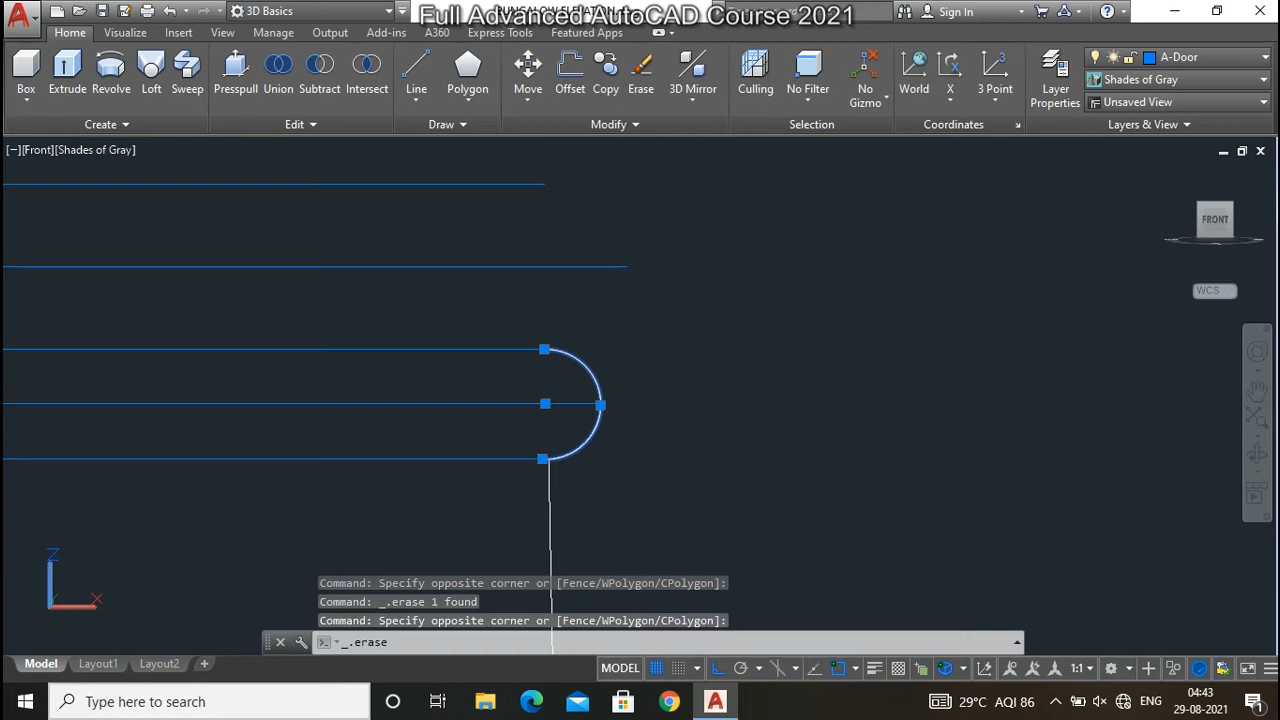 3D Basics
Full Advanced AutoCAD Course 2021
Sign In
Home
Visualize
Insert
View
Manage
Output
Add-ins
A360
Express Tools
Featured Apps
A-Door
Box
Extrude
Revolve
Loft
Sweep
Presspull
Union
Subtract
Intersect
Line
Polygon
Move
Offset
Copy
Erase
3D Mirror
Culling
No Filter
No
Gizmo
World
X
3 Point
Layer
Properties
Shades of Gray
Unsaved View
Create
Edit
Draw
Modify
Selection
Coordinates
Layers & View
[−][Front][Shades of Gray]
FRONT
WCS
Z
X
Command: Specify opposite corner or [Fence/WPolygon/CPolygon]:
Command: _.erase 1 found
Command: Specify opposite corner or [Fence/WPolygon/CPolygon]:
_.erase
Model
Layout1
Layout2
MODEL
1:1
Type here to search
29°C AQI 86
ENG
04:43
29-08-2021
1